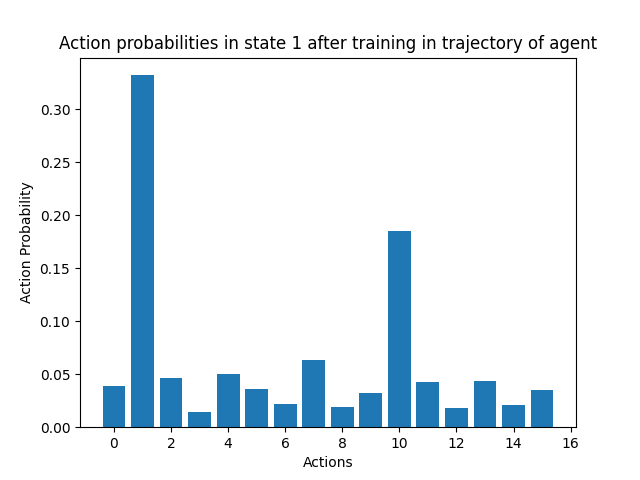 Action probabilities in state 1 after training in trajectory of agent
0.30
0.25
0.20
0.15
0.10
0.05
0.00
Action Probability
0 2 4 6 8 10 12 14 16
Actions